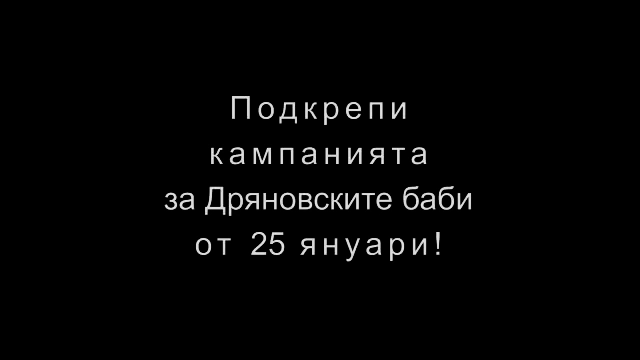 Подкрепи
кампанията
за Дряновските баби
от 25 януари!